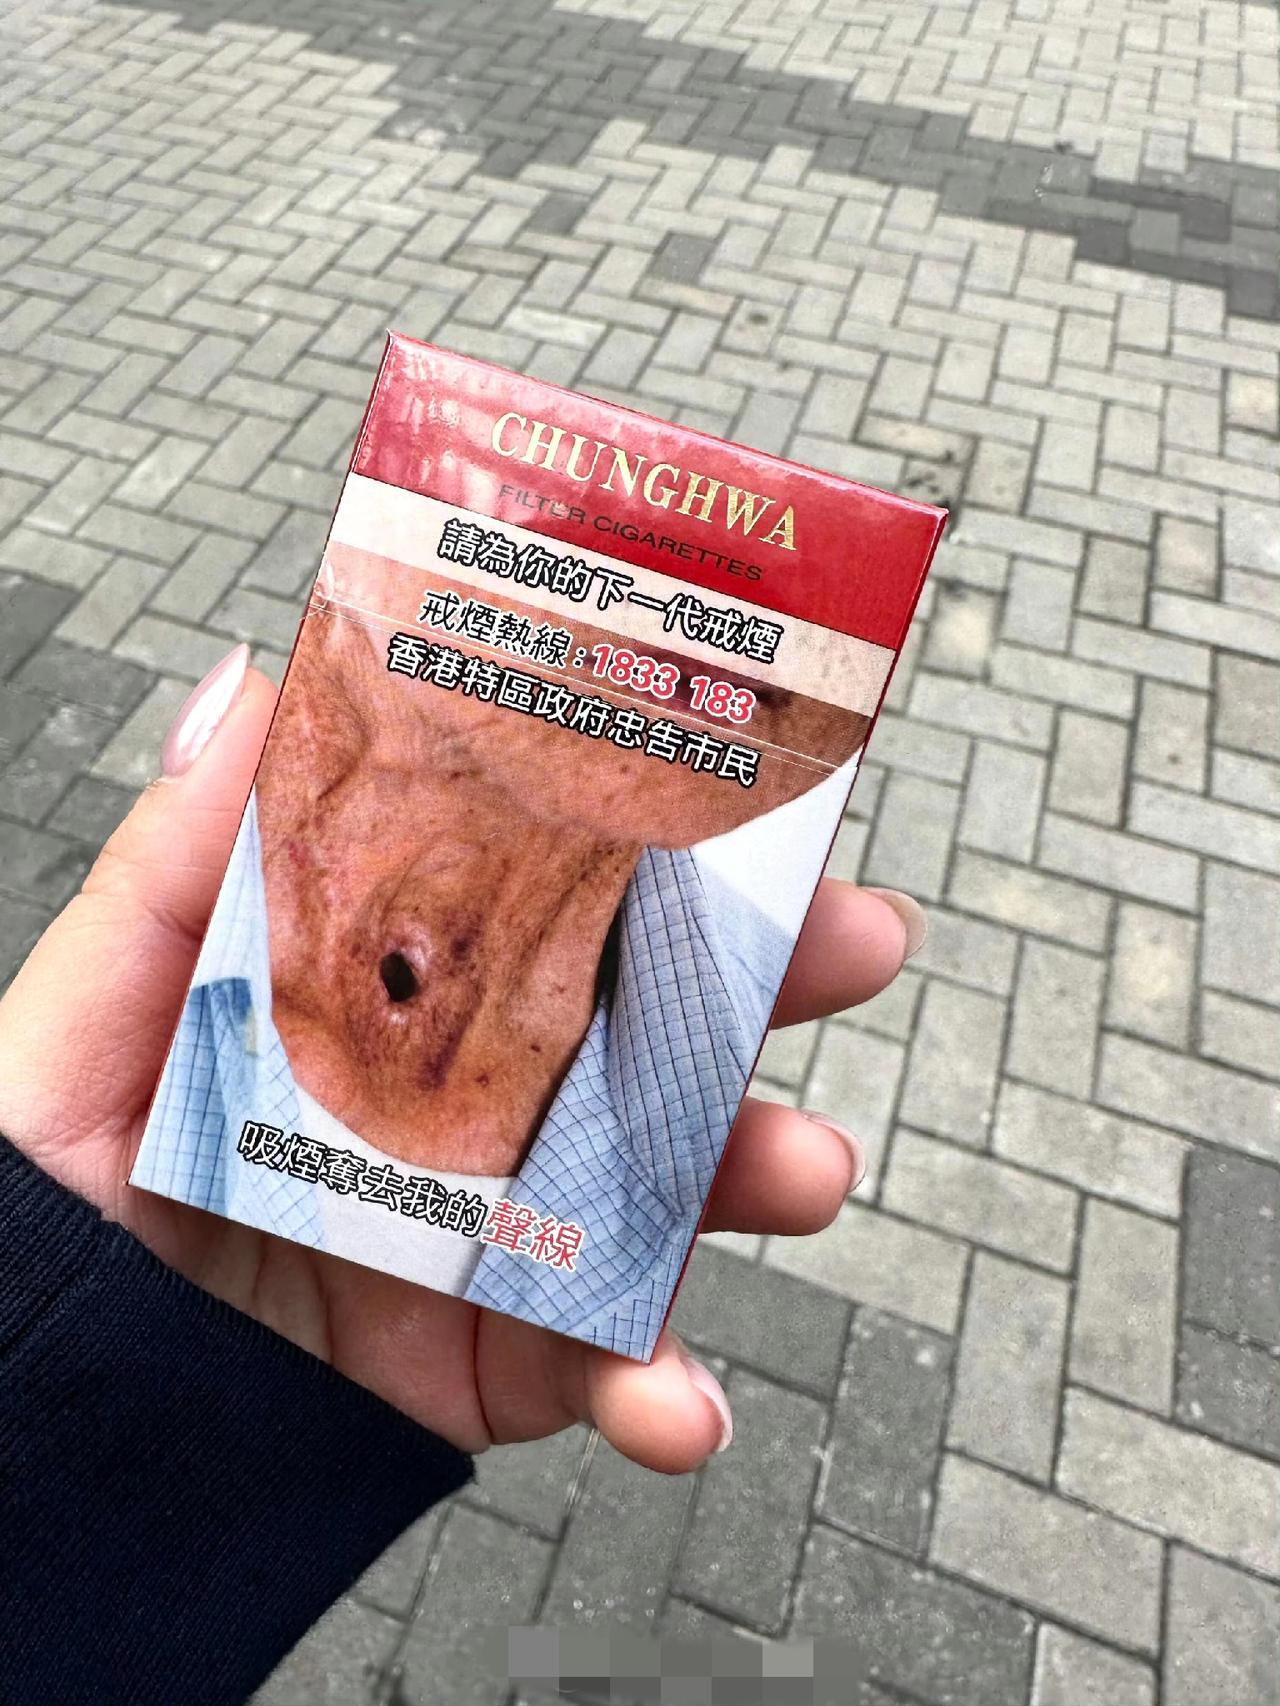 CHUNGHWA
FILTER CIGARETTES
請為你的下一代戒煙
戒煙熱線:1833 183
香港特區政府忠告市民
吸煙奪去我的聲線